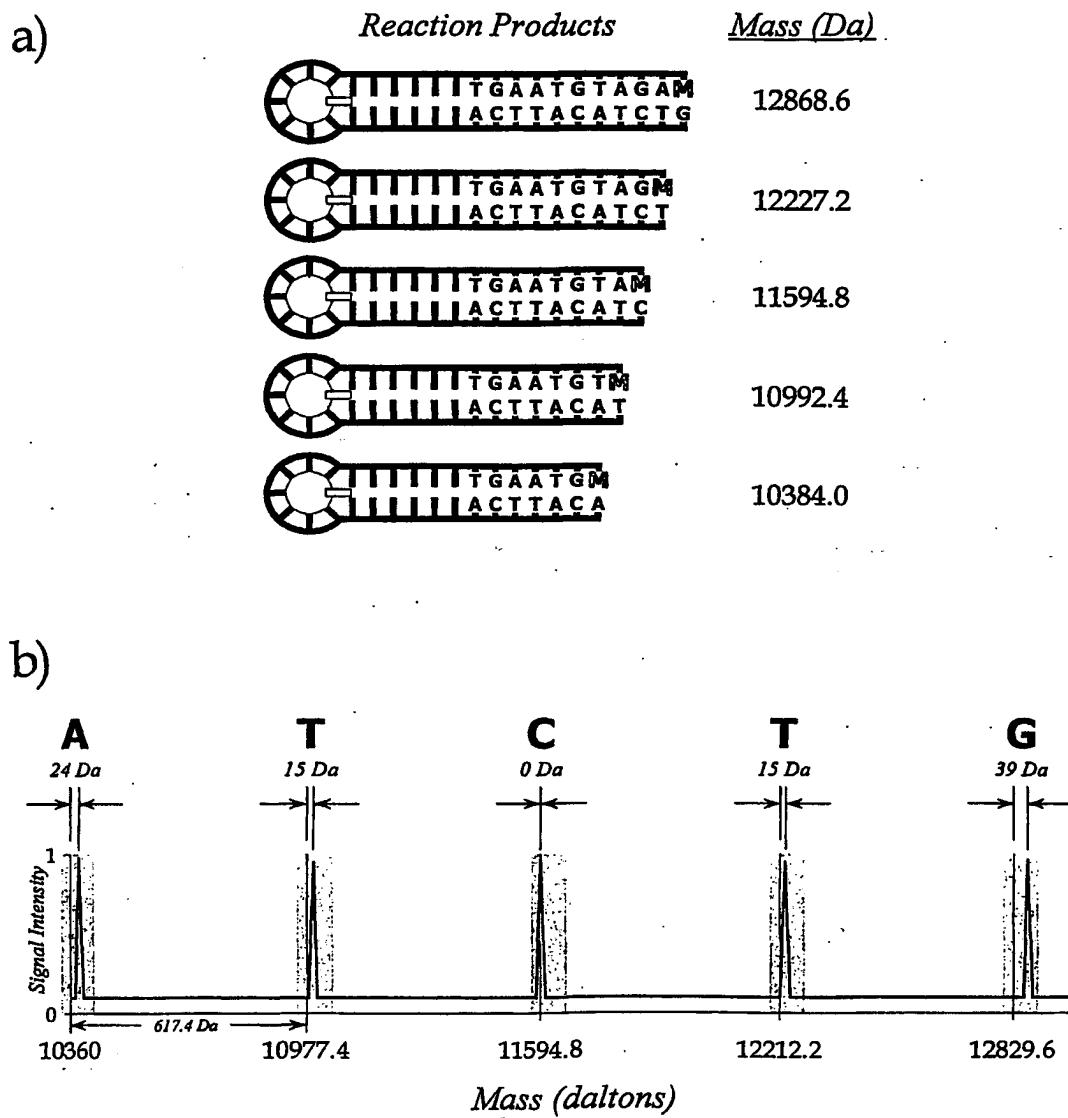 a)
Reaction Products Mass (Da)
TGAATGTAGAM
ACTTACATCTG
12868.6
TGAATGTAGM
ACTTACATCT
12227.2
TGAATGTAM
ACTTACATC
11594.8
TGAATGTM
ACTTACAT
10992.4
TGAATGM
ACTTACA
10384.0
b)
A T C T G
24 Da 15 Da 0 Da 15 Da 39 Da
1
Signal Intensity
0
617.4 Da
10360 10977.4 11594.8 12212.2 12829.6
Mass (daltons)